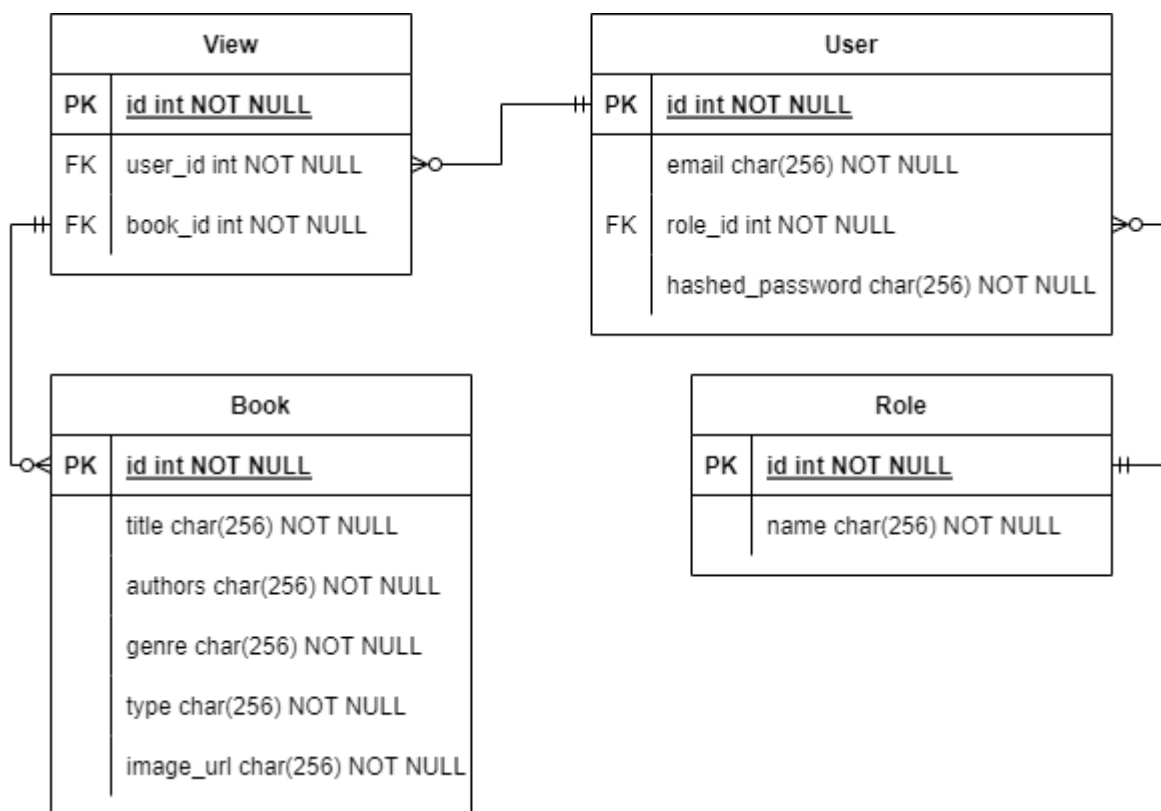 View
PK id int NOT NULL
FK user_id int NOT NULL
FK book_id int NOT NULL
User
PK id int NOT NULL
email char(256) NOT NULL
FK role_id int NOT NULL
hashed_password char(256) NOT NULL
Book
PK id int NOT NULL
title char(256) NOT NULL
authors char(256) NOT NULL
genre char(256) NOT NULL
type char(256) NOT NULL
image_url char(256) NOT NULL
Role
PK id int NOT NULL
name char(256) NOT NULL